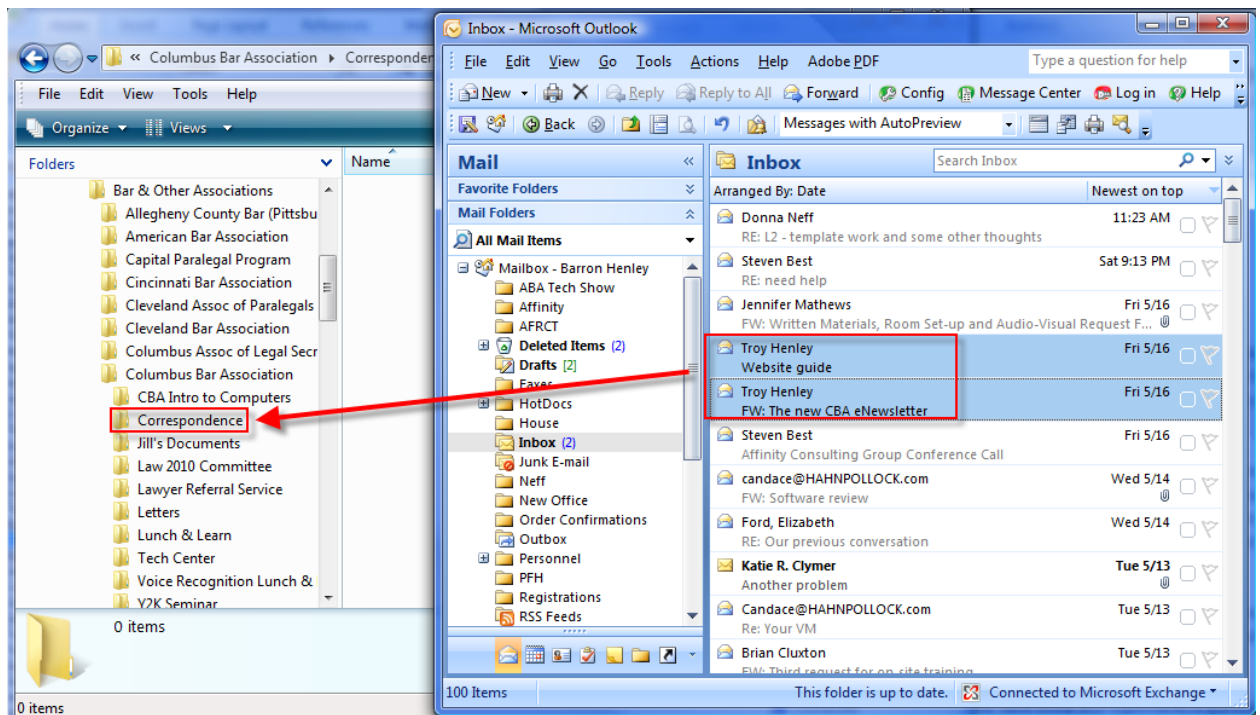 « Columbus Bar Association ▸ Corresponden
File Edit View Tools Help
Organize Views
Folders
Name
Bar & Other Associations
Allegheny County Bar (Pittsbu
American Bar Association
Capital Paralegal Program
Cincinnati Bar Association
Cleveland Assoc of Paralegals
Cleveland Bar Association
Columbus Assoc of Legal Secr
Columbus Bar Association
CBA Intro to Computers
Correspondence
Jill's Documents
Law 2010 Committee
Lawyer Referral Service
Letters
Lunch & Learn
Tech Center
Voice Recognition Lunch &
Y2K Seminar
0 items
0 items
Inbox - Microsoft Outlook
File Edit View Go Tools Actions Help Adobe PDF Type a question for help
New Reply Reply to All Forward Config Message Center Log in Help
Back Messages with AutoPreview
Mail
Favorite Folders
Mail Folders
All Mail Items
Mailbox - Barron Henley
ABA Tech Show
Affinity
AFRCT
Deleted Items (2)
Drafts [2]
Faxes
HotDocs
House
Inbox (2)
Junk E-mail
Neff
New Office
Order Confirmations
Outbox
Personnel
PFH
Registrations
RSS Feeds
Inbox Search Inbox
Arranged By: Date Newest on top
Donna Neff 11:23 AM
RE: L2 - template work and some other thoughts
Steven Best Sat 9:13 PM
RE: need help
Jennifer Mathews Fri 5/16
FW: Written Materials, Room Set-up and Audio-Visual Request F...
Troy Henley Fri 5/16
Website guide
Troy Henley Fri 5/16
FW: The new CBA eNewsletter
Steven Best Fri 5/16
Affinity Consulting Group Conference Call
candace@HAHNPOLLOCK.com Wed 5/14
FW: Software review
Ford, Elizabeth Wed 5/14
RE: Our previous conversation
Katie R. Clymer Tue 5/13
Another problem
Candace@HAHNPOLLOCK.com Tue 5/13
Re: Your VM
Brian Cluxton Tue 5/13
FW: Third request for on-site training
100 Items This folder is up to date. Connected to Microsoft Exchange